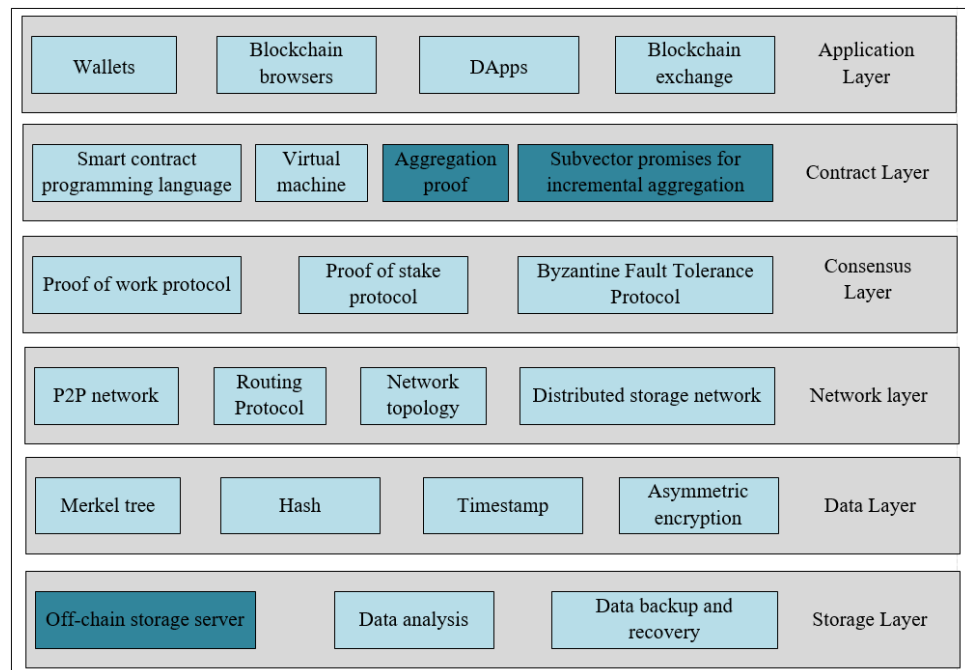 Wallets
Blockchain
browsers
DApps
Blockchain
exchange
Application
Layer
Smart contract
programming language
Virtual
machine
Aggregation
proof
Subvector promises for
incremental aggregation
Contract Layer
Proof of work protocol
Proof of stake
protocol
Byzantine Fault Tolerance
Protocol
Consensus
Layer
P2P network
Routing
Protocol
Network
topology
Distributed storage network
Network layer
Merkel tree
Hash
Timestamp
Asymmetric
encryption
Data Layer
Off-chain storage server
Data analysis
Data backup and
recovery
Storage Layer